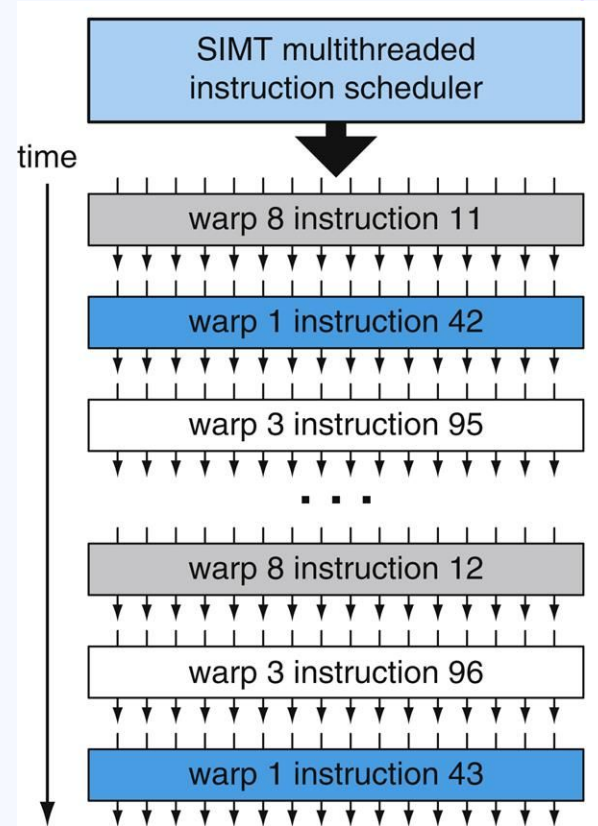 SIMT multithreaded
instruction scheduler
time
warp 8 instruction 11
warp 1 instruction 42
warp 3 instruction 95
. . .
warp 8 instruction 12
warp 3 instruction 96
warp 1 instruction 43